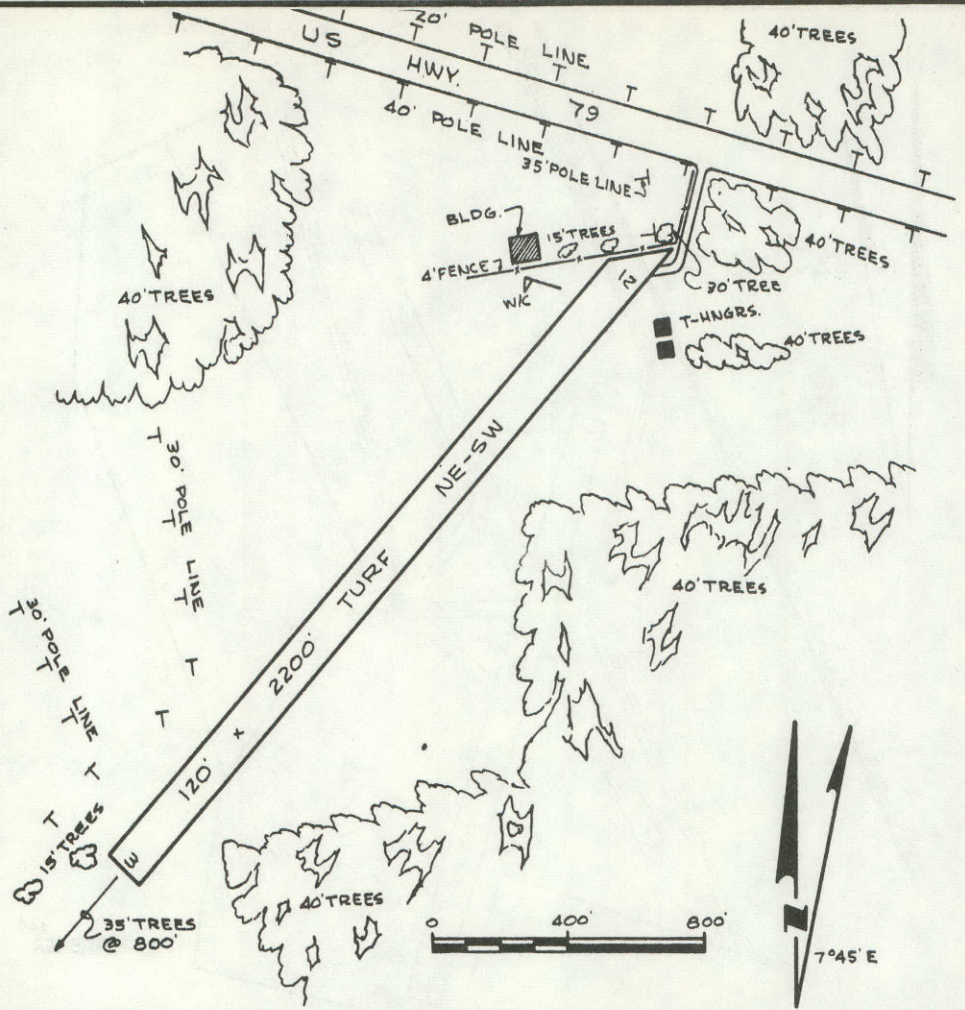 20' POLE LINE
40' TREES
US HWY. 79
40' POLE LINE
35' POLE LINE
BLDG.
15' TREES
40' TREES
4' FENCE
W/C
12
30' TREE
T-HNGRS.
40' TREES
40' TREES
NE-SW
30' POLE LINE
TURF
40' TREES
30' POLE LINE
2200'
120'
15' TREES
3
40' TREES
35' TREES
@ 800'
0 400' 800'
N
7°45' E